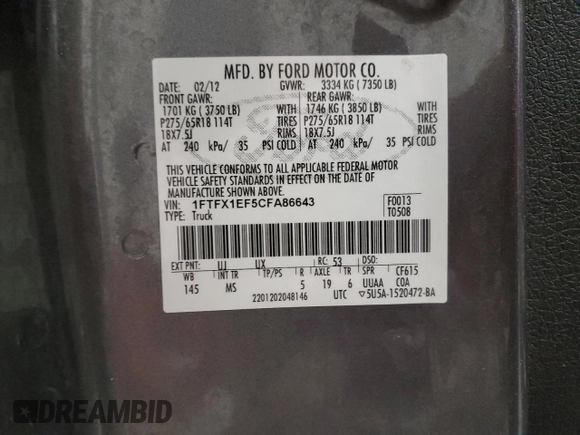 MFD. BY FORD MOTOR CO.
DATE: 02/12 GVWR: 3334 KG ( 7350 LB)
FRONT GAWR: REAR GAWR:
1701 KG ( 3750 LB) WITH 1746 KG ( 3850 LB) WITH
P275/65R18 114T TIRES P275/65R18 114T TIRES
18X7.5J RIMS 18X7.5J RIMS
AT 240 kPa/ 35 PSI COLD AT 240 kPa/ 35 PSI COLD
THIS VEHICLE CONFORMS TO ALL APPLICABLE FEDERAL MOTOR
VEHICLE SAFETY STANDARDS IN EFFECT ON THE DATE OF
MANUFACTURE SHOWN ABOVE.
VIN: 1FTFX1EF5CFA86643 F0013
TYPE: Truck T0508
EXT PNT: UJ UX RC: 53 DSO:
WB INT TR TP/PS R AXLE TR SPR CF615
145 MS 5 19 6 UUAA COA
2201202048146 UTC ▽5U5A-1520472-BA
DREAMBID